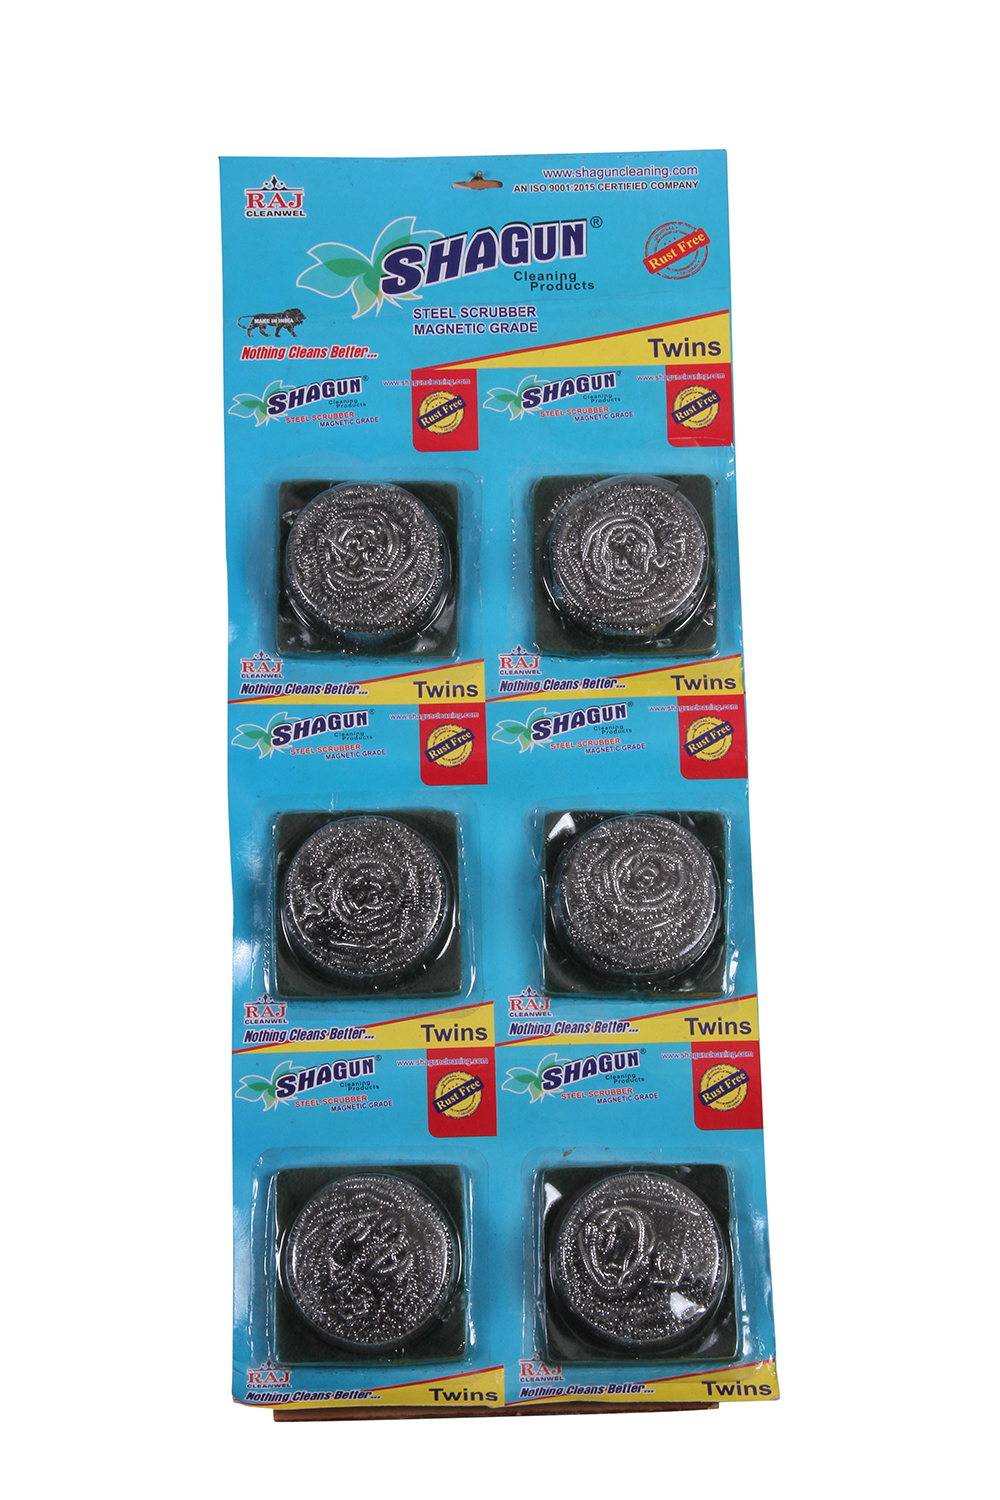 www.shaguncleaning.com
AN ISO 9001:2015 CERTIFIED COMPANY
RAJ
CLEANWEL
SHAGUN®
Cleaning
Products
Rust Free
STEEL SCRUBBER
MAGNETIC GRADE
MAKE IN INDIA
Nothing Cleans Better...
Twins
SHAGUN®
Cleaning
Products
STEEL SCRUBBER
MAGNETIC GRADE
www.shaguncleaning.com
Rust Free
SHAGUN®
Cleaning
Products
STEEL SCRUBBER
MAGNETIC GRADE
www.shaguncleaning.com
Rust Free
RAJ
CLEANWEL
Nothing Cleans Better...
Twins
RAJ
CLEANWEL
Nothing Cleans Better...
Twins
SHAGUN®
Cleaning
Products
STEEL SCRUBBER
MAGNETIC GRADE
www.shaguncleaning.com
Rust Free
SHAGUN®
Cleaning
Products
STEEL SCRUBBER
MAGNETIC GRADE
www.shaguncleaning.com
Rust Free
RAJ
CLEANWEL
Nothing Cleans Better...
Twins
RAJ
CLEANWEL
Nothing Cleans Better...
Twins
SHAGUN®
Cleaning
Products
STEEL SCRUBBER
MAGNETIC GRADE
www.shaguncleaning.com
Rust Free
SHAGUN®
Cleaning
Products
STEEL SCRUBBER
MAGNETIC GRADE
www.shaguncleaning.com
Rust Free
RAJ
CLEANWEL
Nothing Cleans Better...
Twins
RAJ
CLEANWEL
Nothing Cleans Better...
Twins